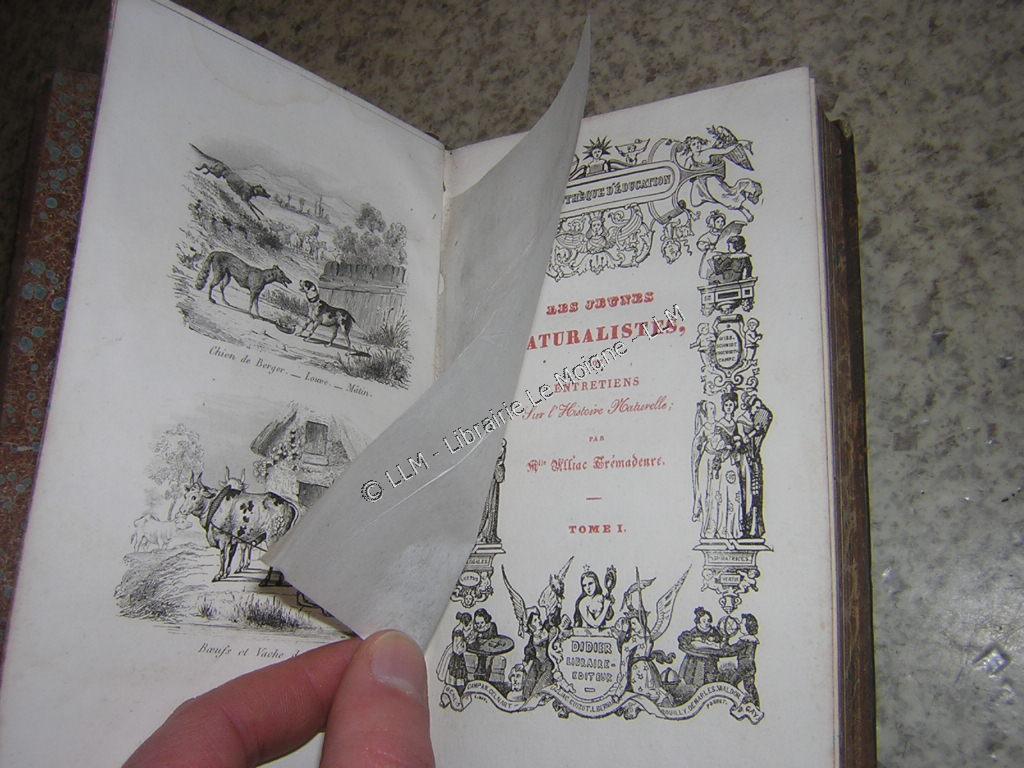 Chien de Berger. — Louve. — Mâtin.
Bœufs et Vache
THÈQUE D'ÉDUCATION
LES JEUNES
ATURALISTES,
ENTRETIENS
Sur l'Histoire Naturelle;
PAR
Mlle Ulliac Trémadeure.
TOME I.
DIDIER
LIBRAIRE-
EDITEUR
© LLM - Librairie Le Moigne - LLM